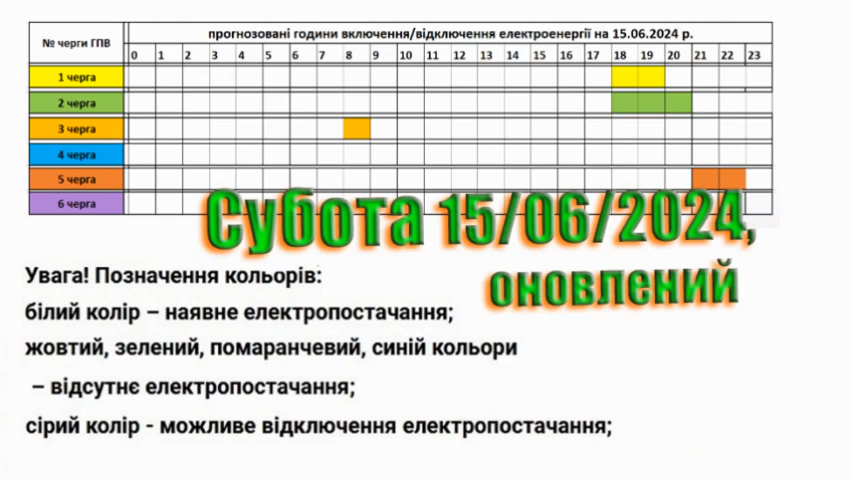 прогнозовані години включення/відключення електроенергії на 15.06.2024 р.
№ черги ГПВ
0 1 2 3 4 5 6 7 8 9 10 11 12 13 14 15 16 17 18 19 20 21 22 23
1 черга
2 черга
3 черга
4 черга
5 черга
6 черга
Субота 15/06/2024,
оновлений
Увага! Позначення кольорів:
білий колір – наявне електропостачання;
жовтий, зелений, помаранчевий, синій кольори
– відсутнє електропостачання;
сірий колір - можливе відключення електропостачання;